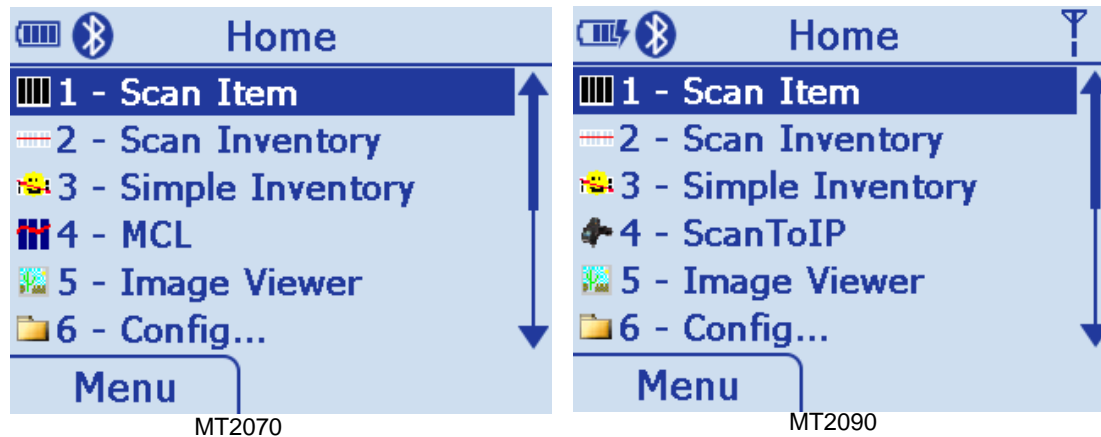 Home
1 - Scan Item
2 - Scan Inventory
3 - Simple Inventory
4 - MCL
5 - Image Viewer
6 - Config...
Menu
MT2070
Home
1 - Scan Item
2 - Scan Inventory
3 - Simple Inventory
4 - ScanToIP
5 - Image Viewer
6 - Config...
Menu
MT2090